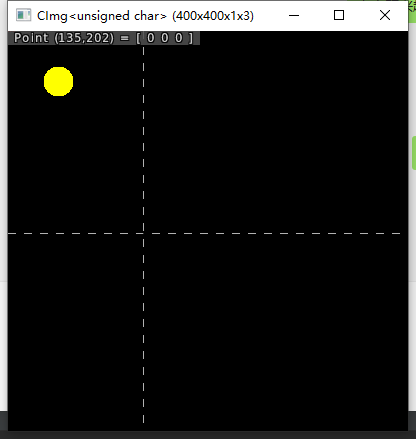 CImg<unsigned char> (400x400x1x3)
Point (135,202) = [ 0 0 0 ]